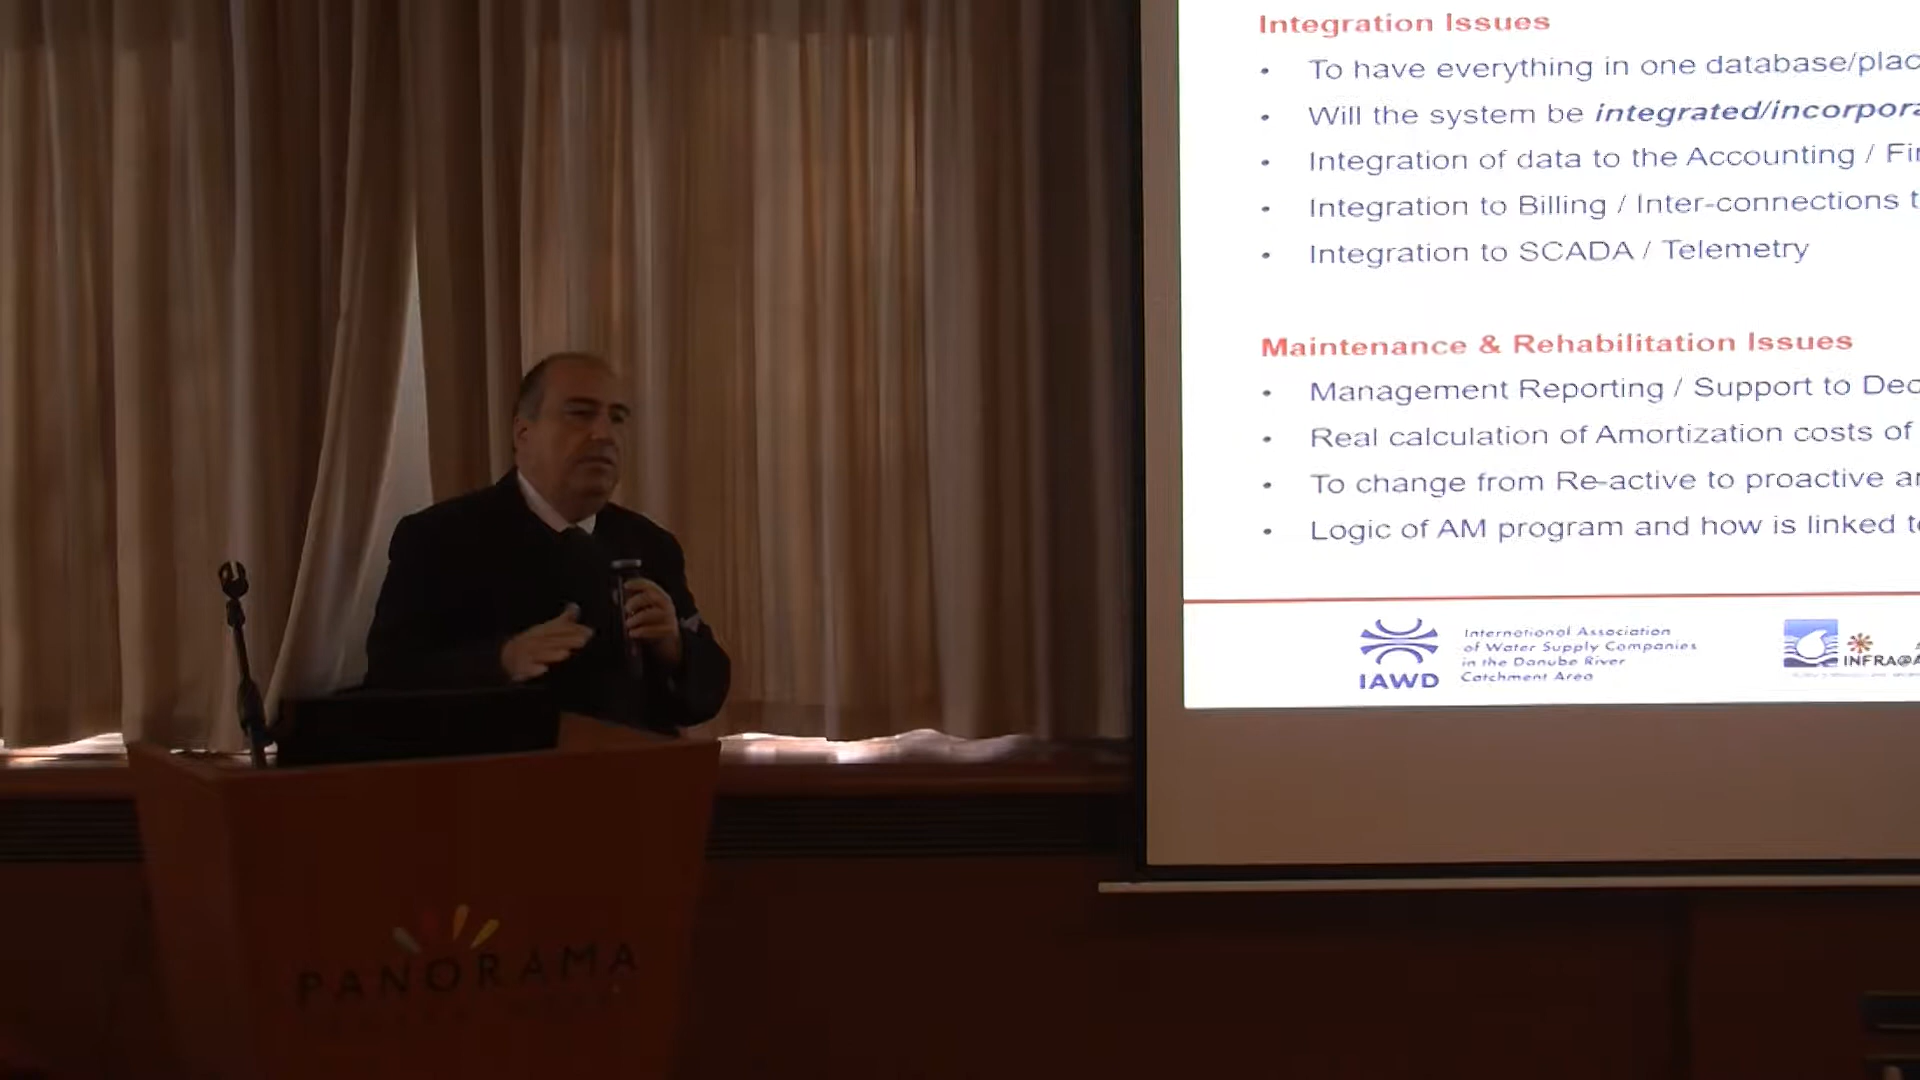 Integration Issues
• To have everything in one database/plac
• Will the system be integrated/incorpora
• Integration of data to the Accounting / Fin
• Integration to Billing / Inter-connections t
• Integration to SCADA / Telemetry
Maintenance & Rehabilitation Issues
• Management Reporting / Support to Dec
• Real calculation of Amortization costs of
• To change from Re-active to proactive an
• Logic of AM program and how is linked to
International Association
of Water Supply Companies
in the Danube River
Catchment Area
IAWD
INFRA@A
PANORAMA